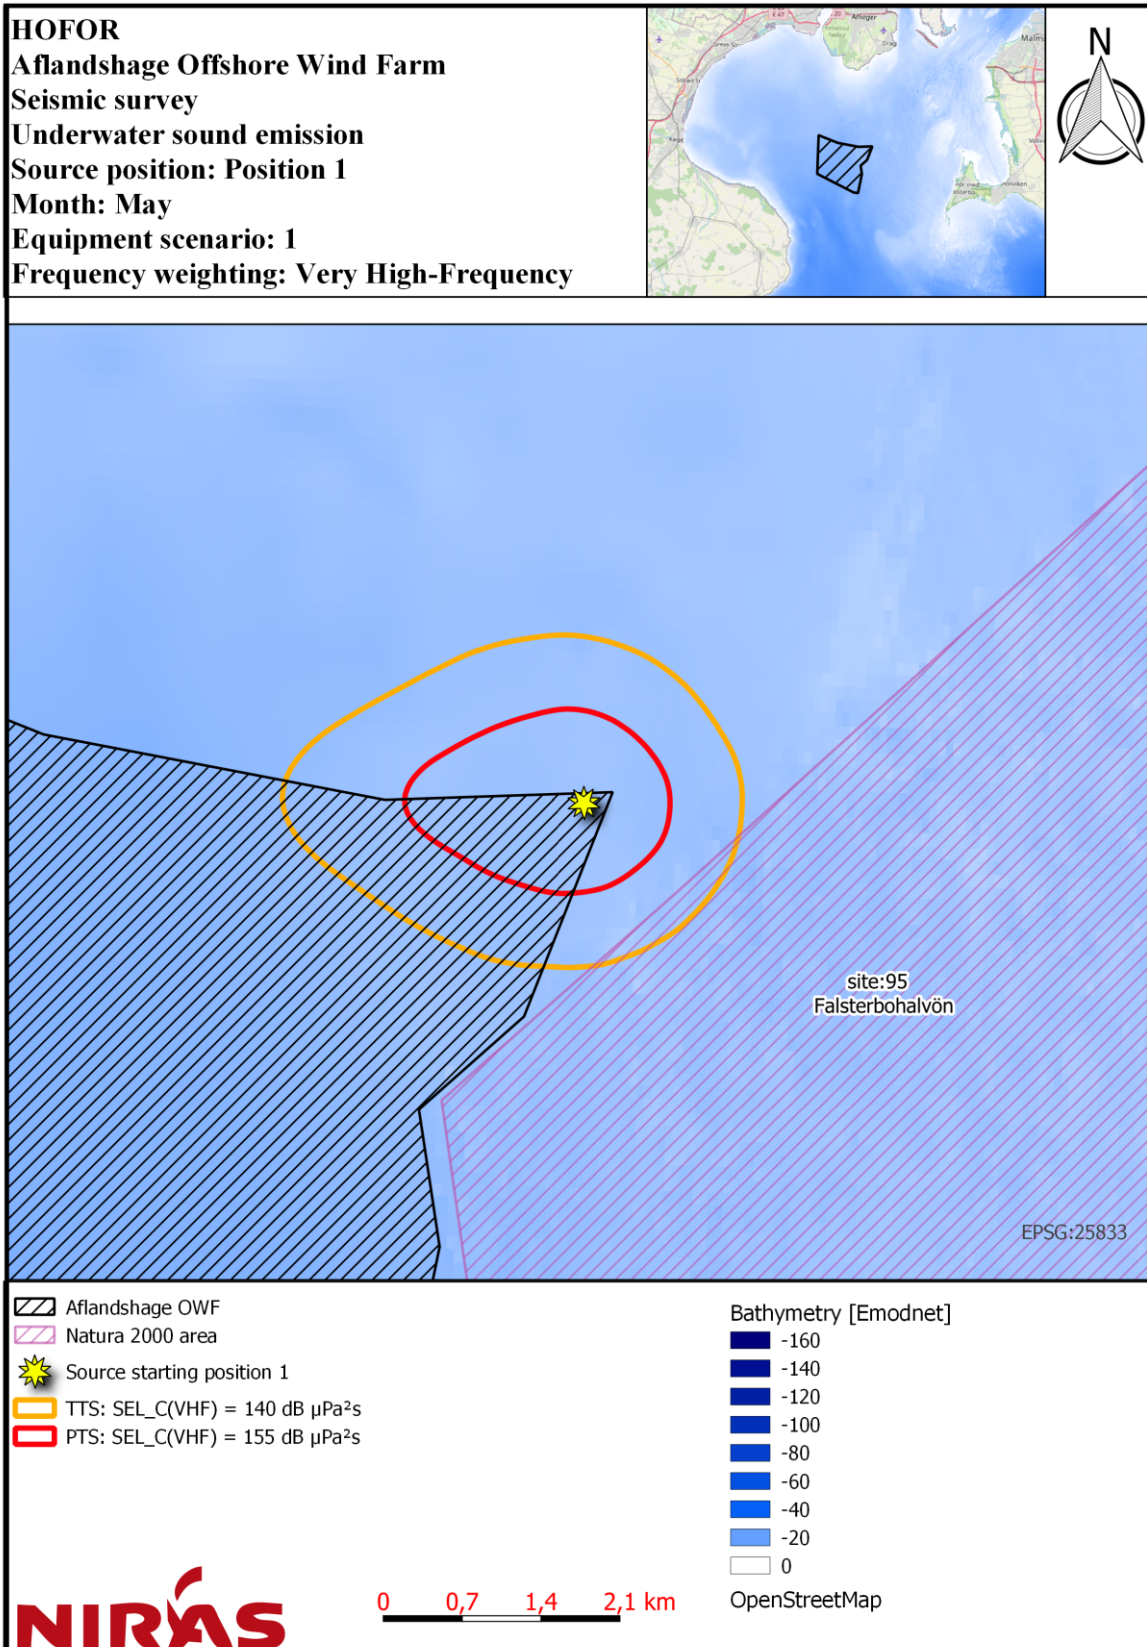 HOFOR
Aflandshage Offshore Wind Farm
Seismic survey
Underwater sound emission
Source position: Position 1
Month: May
Equipment scenario: 1
Frequency weighting: Very High-Frequency
N
site:95
Falsterbohalvön
EPSG:25833
Aflandshage OWF
Natura 2000 area
Source starting position 1
TTS: SEL_C(VHF) = 140 dB µPa²s
PTS: SEL_C(VHF) = 155 dB µPa²s
Bathymetry [Emodnet]
-160
-140
-120
-100
-80
-60
-40
-20
0
OpenStreetMap
NIRAS
0 0,7 1,4 2,1 km